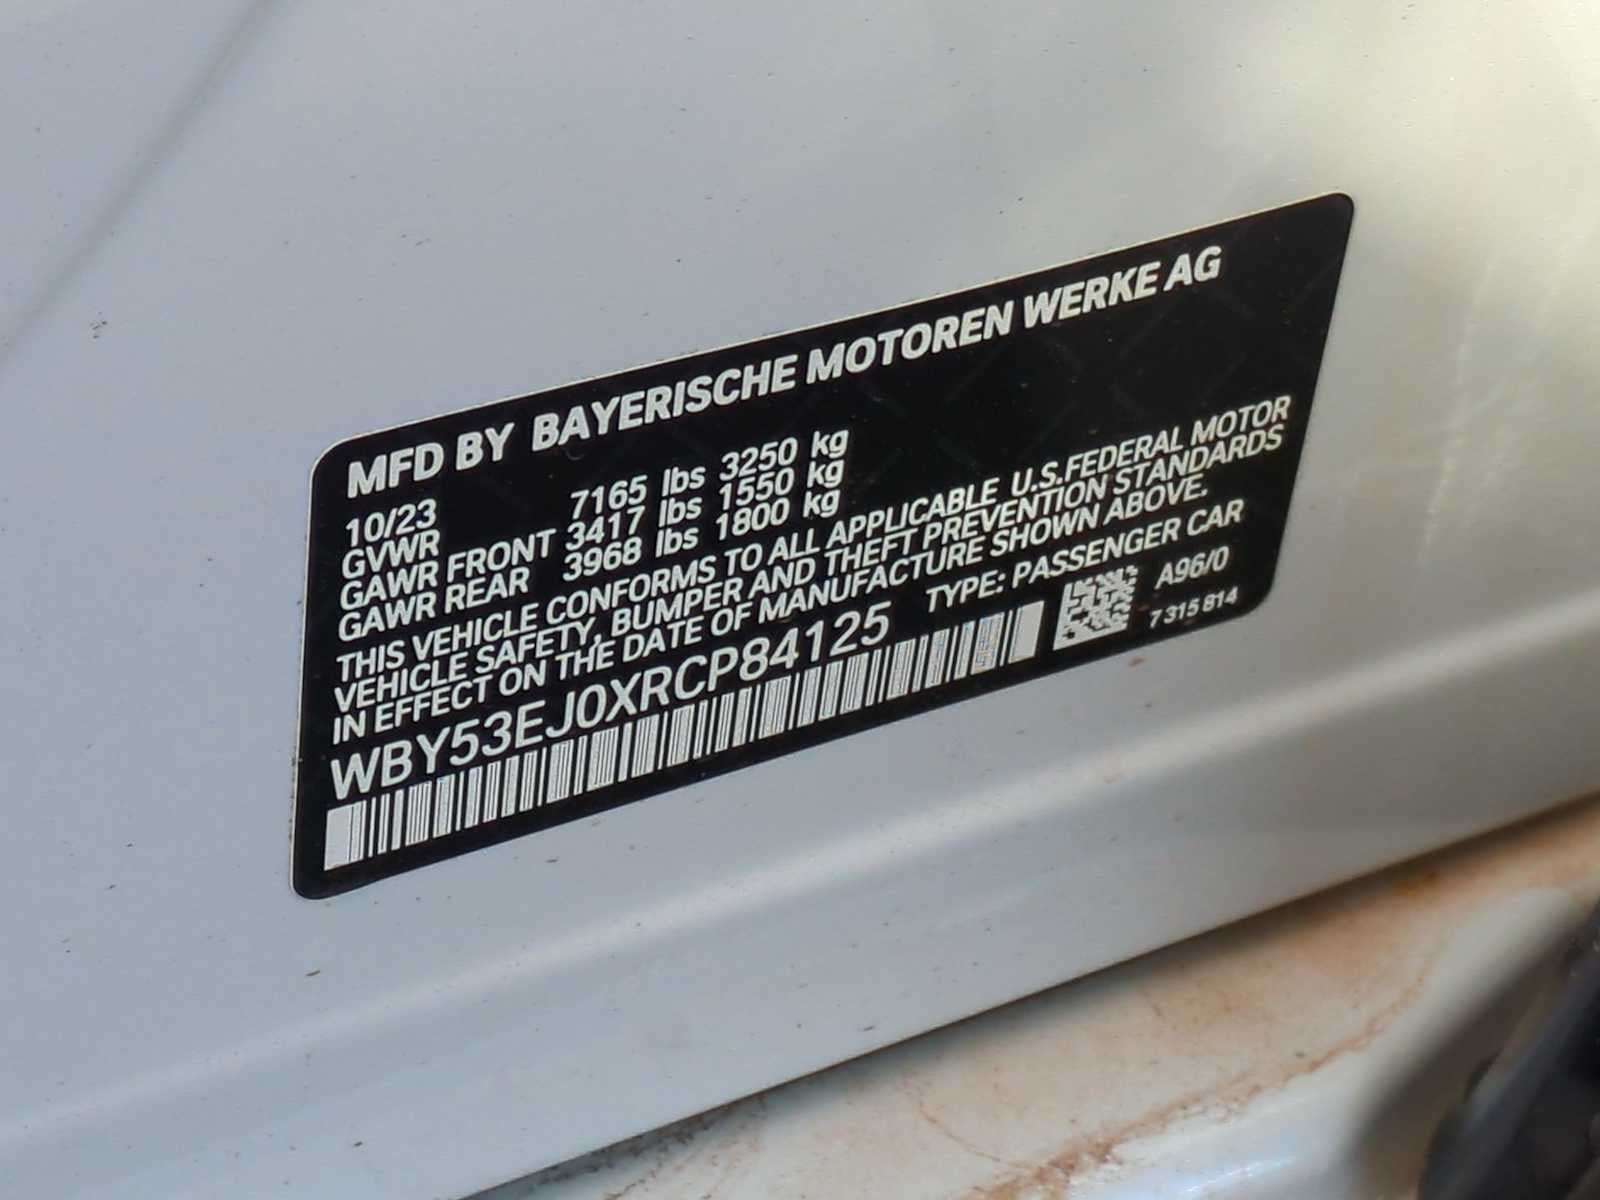 MFD BY BAYERISCHE MOTOREN WERKE AG
10/23
GVWR 7165 lbs 3250 kg
GAWR FRONT 3417 lbs 1550 kg
GAWR REAR 3968 lbs 1800 kg
THIS VEHICLE CONFORMS TO ALL APPLICABLE U.S.FEDERAL MOTOR
VEHICLE SAFETY, BUMPER AND THEFT PREVENTION STANDARDS
IN EFFECT ON THE DATE OF MANUFACTURE SHOWN ABOVE.
WBY53EJ0XRCP84125 TYPE: PASSENGER CAR
A96/0
7 315 814